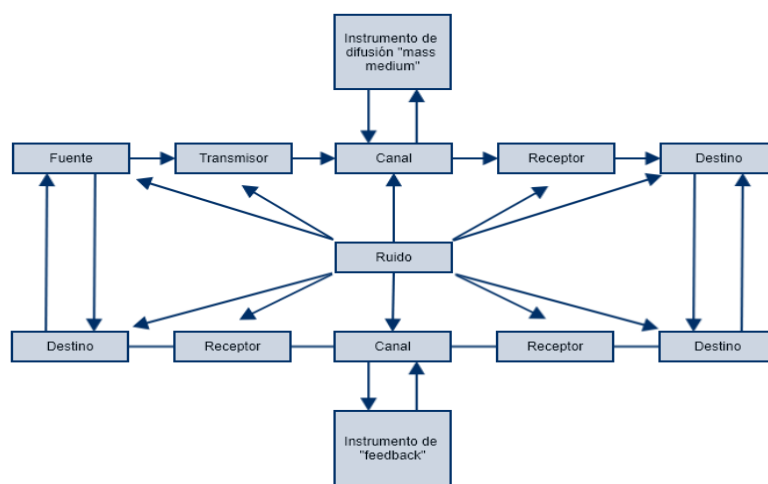 Instrumento de
difusión "mass
medium"
Fuente
Transmisor
Canal
Receptor
Destino
Ruido
Destino
Receptor
Canal
Receptor
Destino
Instrumento de
"feedback"